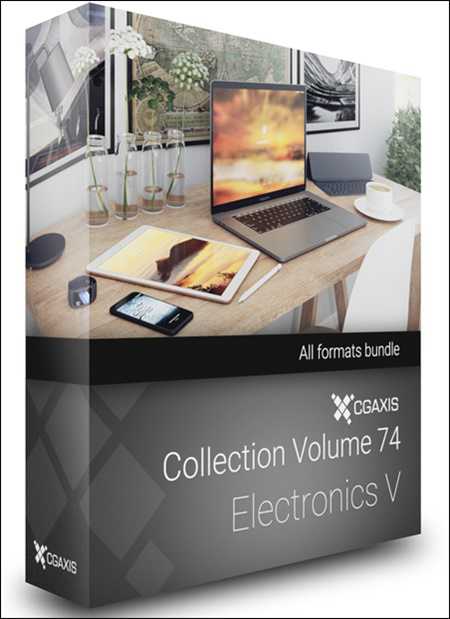 All formats bundle
CGAXIS
Collection Volume 74
Electronics V
CGAXIS